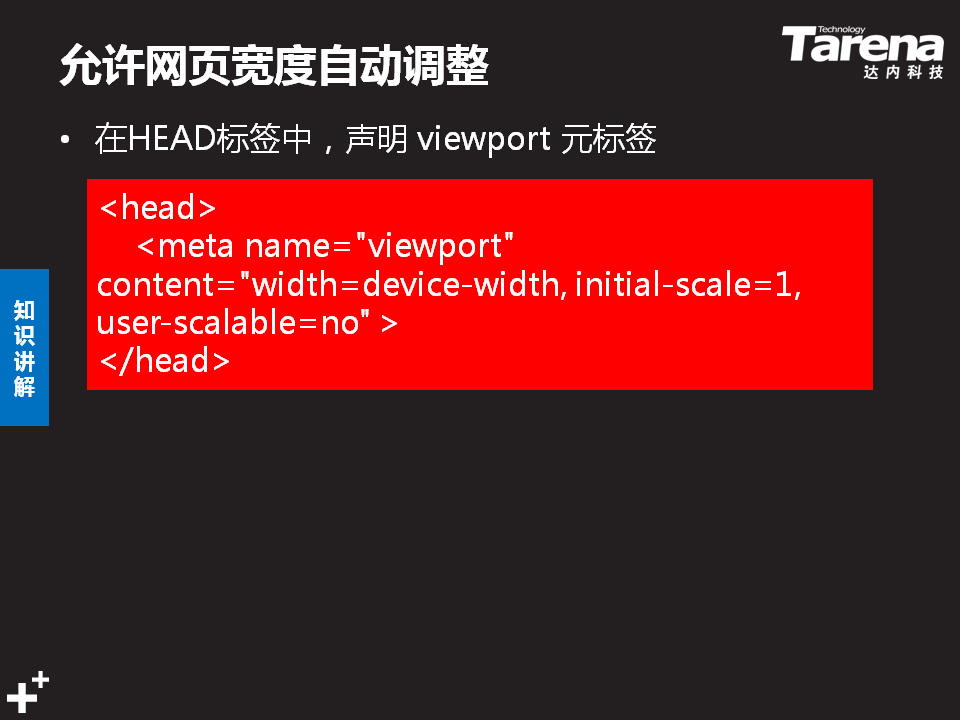 允许网页宽度自动调整
Technology
Tarena
达内科技
• 在HEAD标签中，声明 viewport 元标签
<head>
<meta name="viewport"
content="width=device-width, initial-scale=1,
user-scalable=no" >
</head>
知识讲解